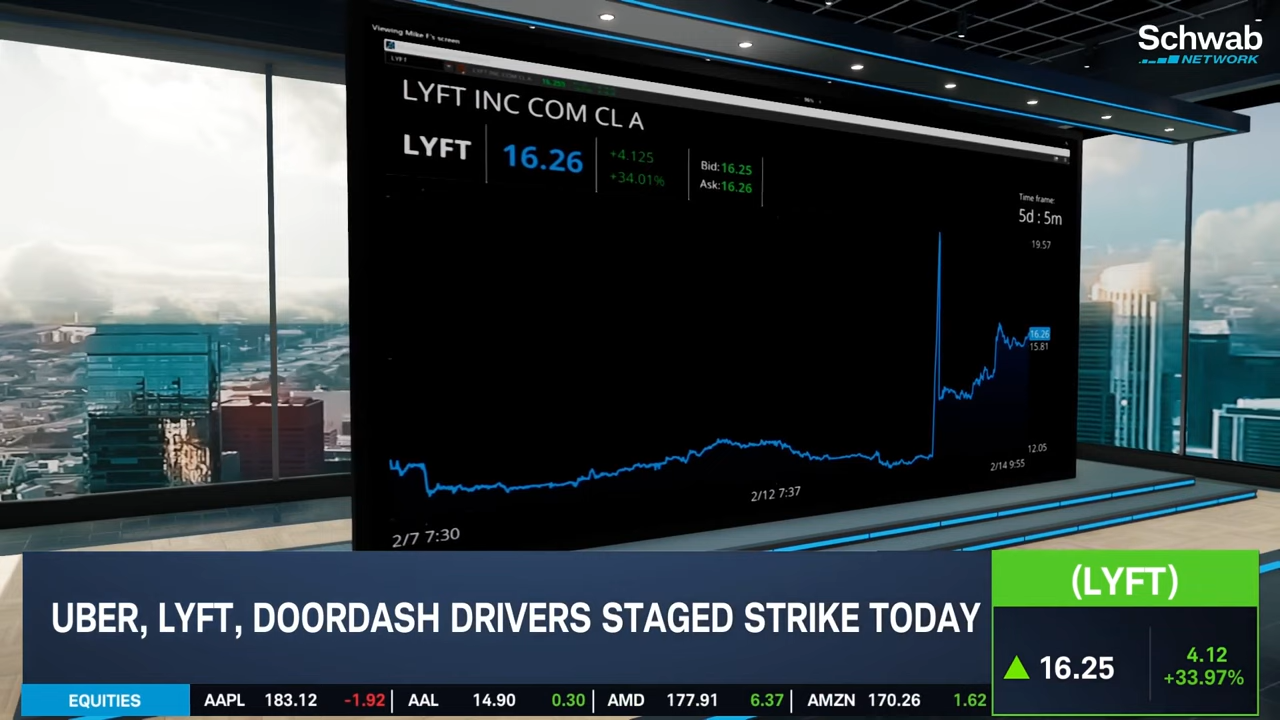 Schwab
NETWORK
Viewing Mike F's screen
LYFT
LYFT INC COM CL A
LYFT
16.26
+4.125
+34.01%
Bid: 16.25
Ask: 16.26
Time frame:
5d : 5m
19.57
16.26
15.81
12.05
2/14 9:55
2/12 7:37
2/7 7:30
UBER, LYFT, DOORDASH DRIVERS STAGED STRIKE TODAY
(LYFT)
▲ 16.25
4.12
+33.97%
EQUITIES AAPL 183.12 -1.92 AAL 14.90 0.30 AMD 177.91 6.37 AMZN 170.26 1.62